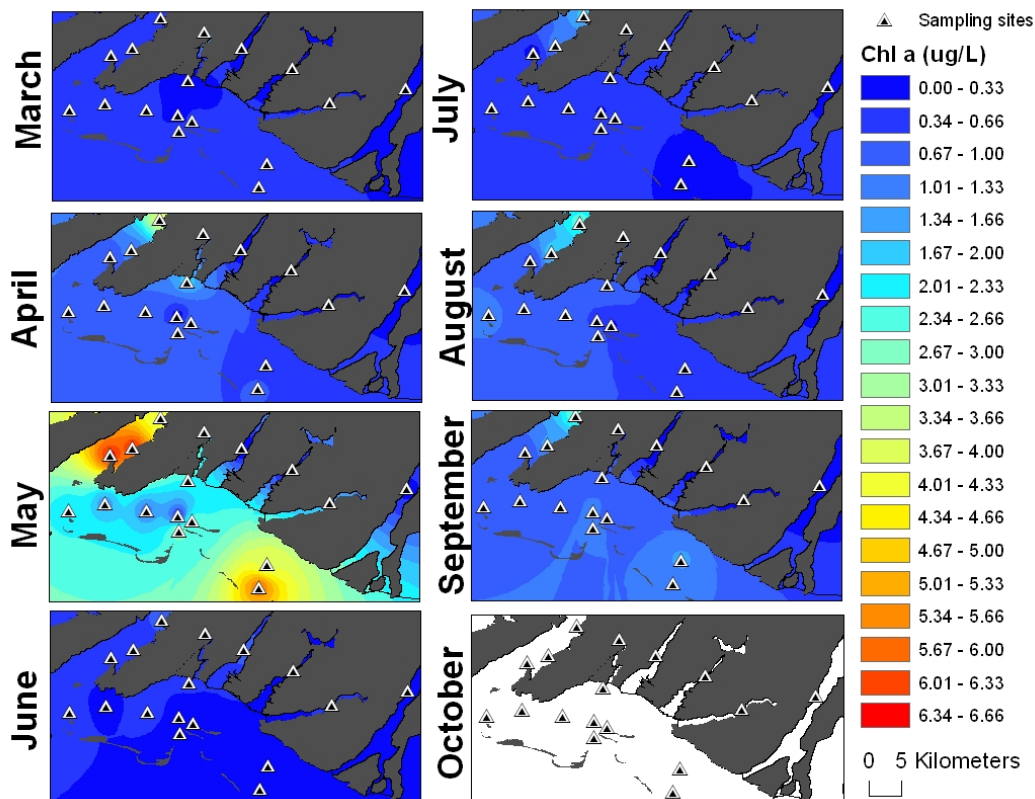 March
July
April
August
May
September
June
October
Sampling sites
Chl a (ug/L)
0.00 - 0.33
0.34 - 0.66
0.67 - 1.00
1.01 - 1.33
1.34 - 1.66
1.67 - 2.00
2.01 - 2.33
2.34 - 2.66
2.67 - 3.00
3.01 - 3.33
3.34 - 3.66
3.67 - 4.00
4.01 - 4.33
4.34 - 4.66
4.67 - 5.00
5.01 - 5.33
5.34 - 5.66
5.67 - 6.00
6.01 - 6.33
6.34 - 6.66
0 5 Kilometers